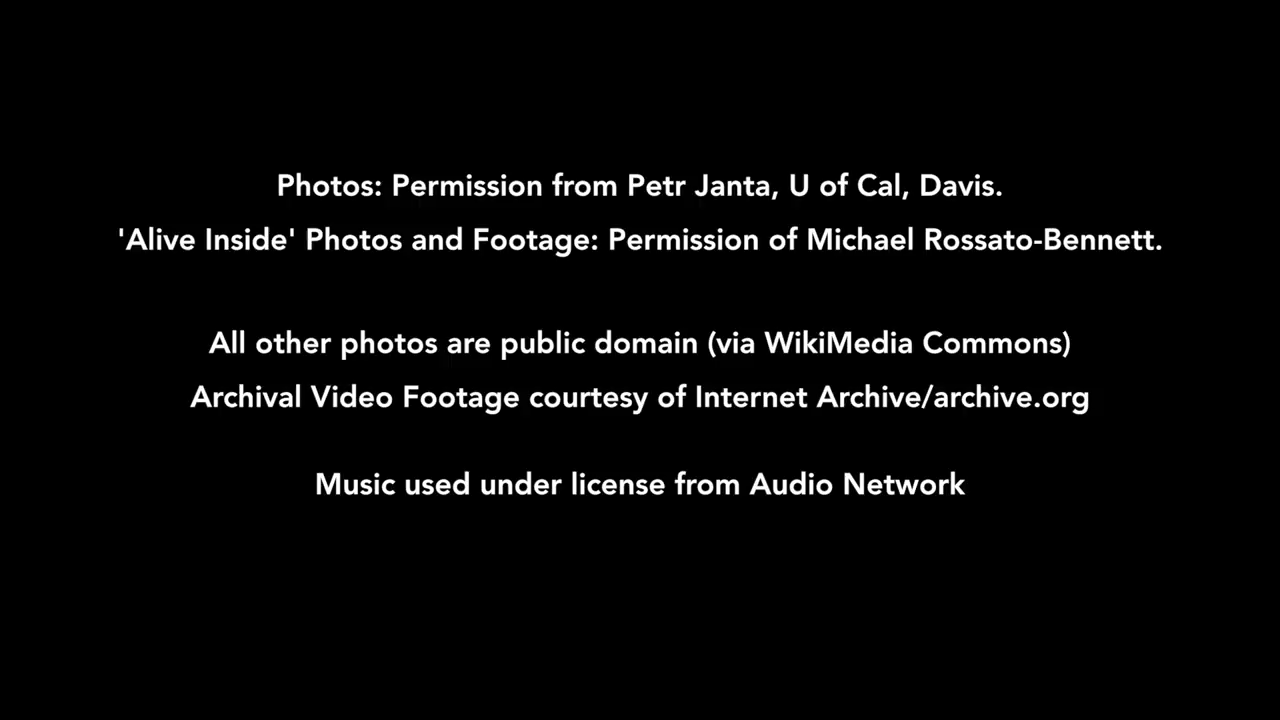 Photos: Permission from Petr Janta, U of Cal, Davis.
'Alive Inside' Photos and Footage: Permission of Michael Rossato-Bennett.
All other photos are public domain (via WikiMedia Commons)
Archival Video Footage courtesy of Internet Archive/archive.org
Music used under license from Audio Network